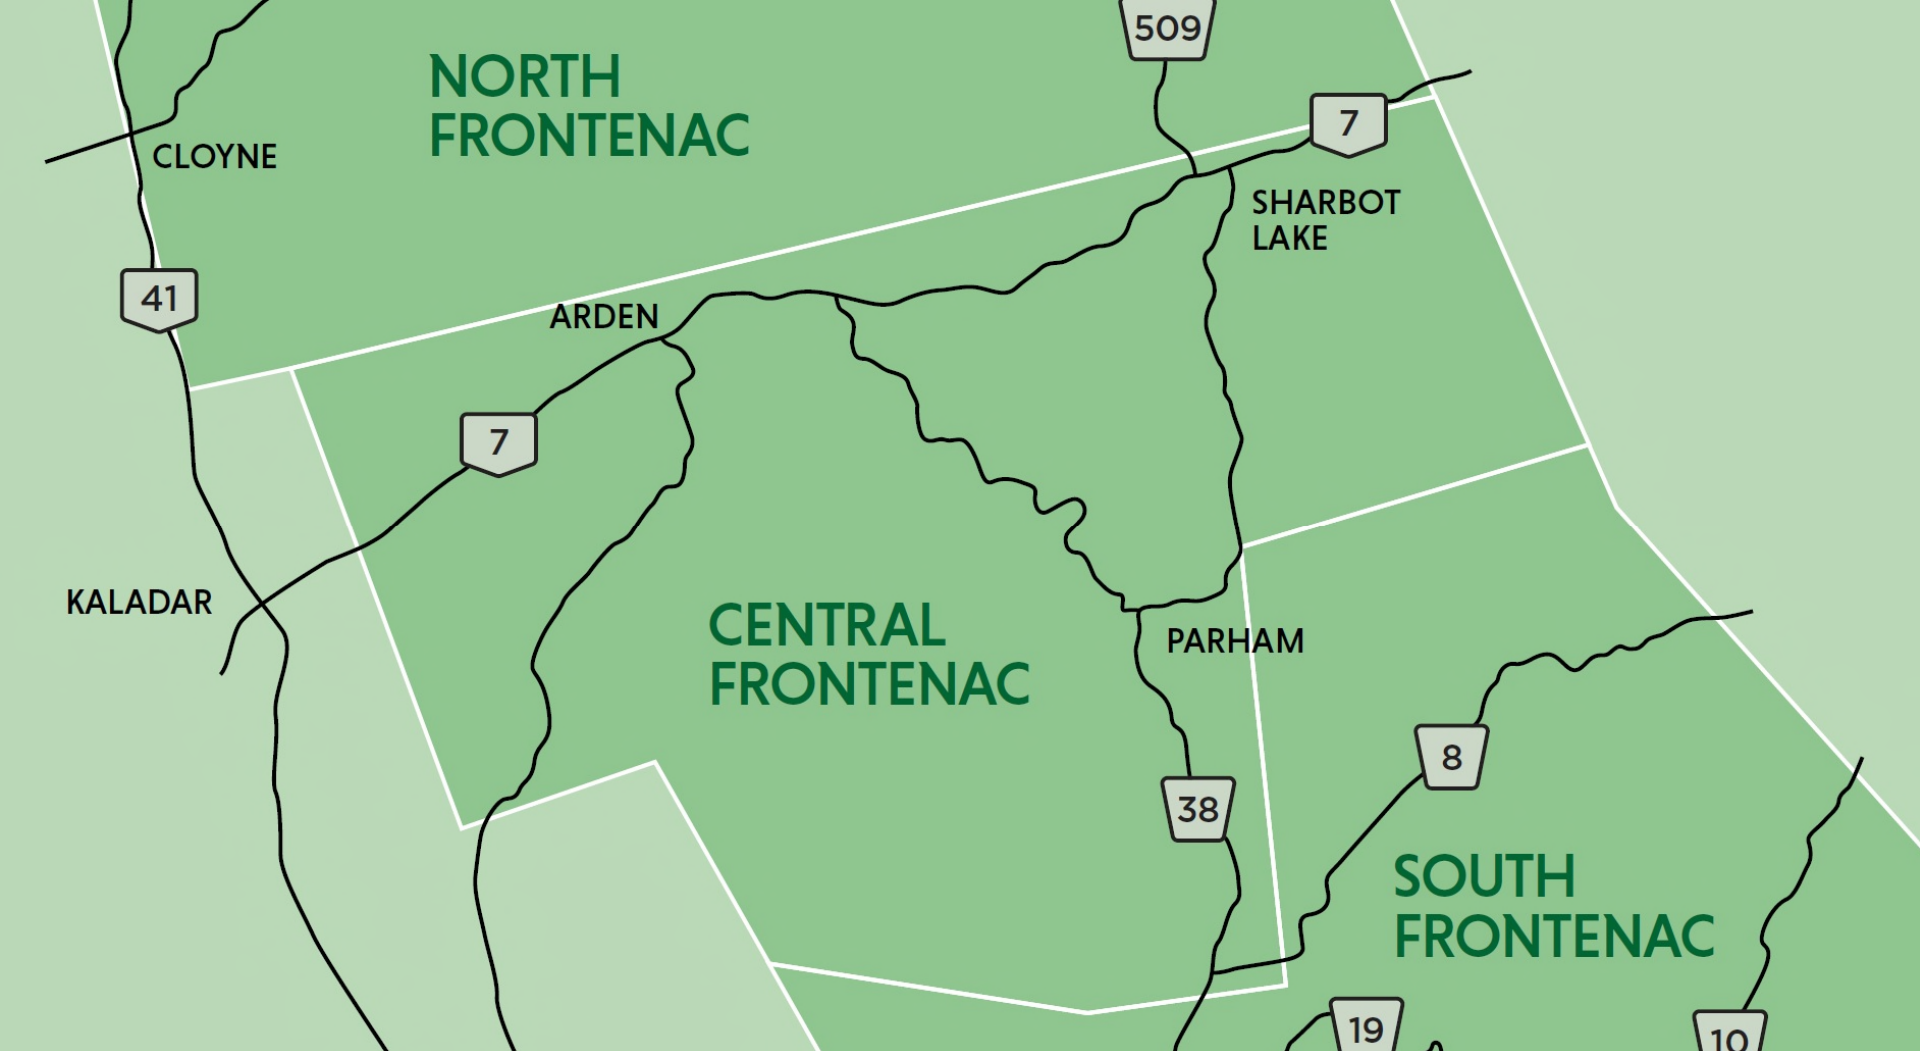 509
NORTH
FRONTENAC
7
CLOYNE
SHARBOT
LAKE
41
ARDEN
7
KALADAR
CENTRAL
FRONTENAC
PARHAM
8
38
SOUTH
FRONTENAC
19
10